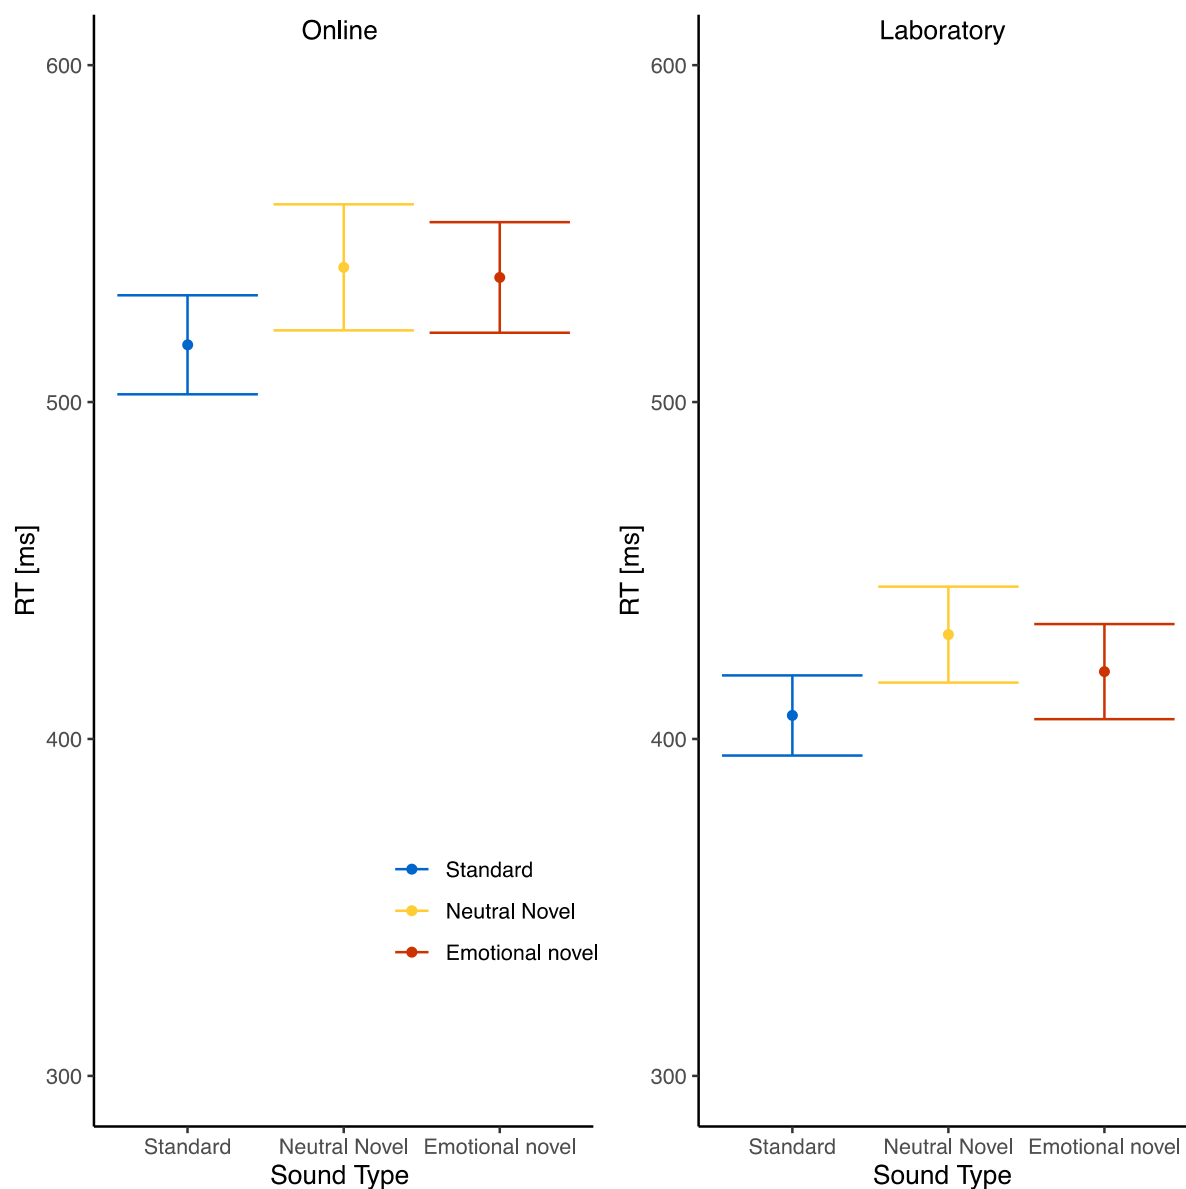 Online
600
500
400
300
RT [ms]
Standard
Neutral Novel
Emotional novel
Standard Neutral Novel Emotional novel
Sound Type
Laboratory
600
500
400
300
RT [ms]
Standard Neutral Novel Emotional novel
Sound Type